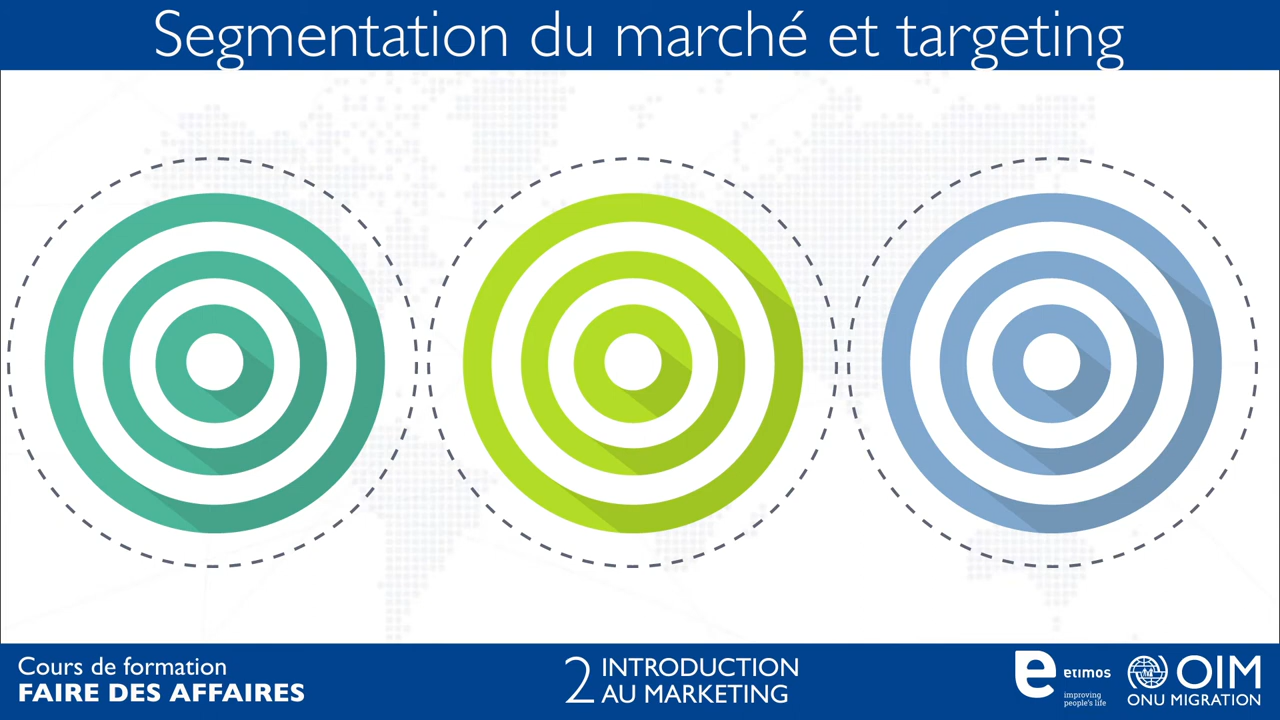 Segmentation du marché et targeting
Cours de formation
FAIRE DES AFFAIRES
2 INTRODUCTION
AU MARKETING
e etimos
improving
people's life
OIM
ONU MIGRATION